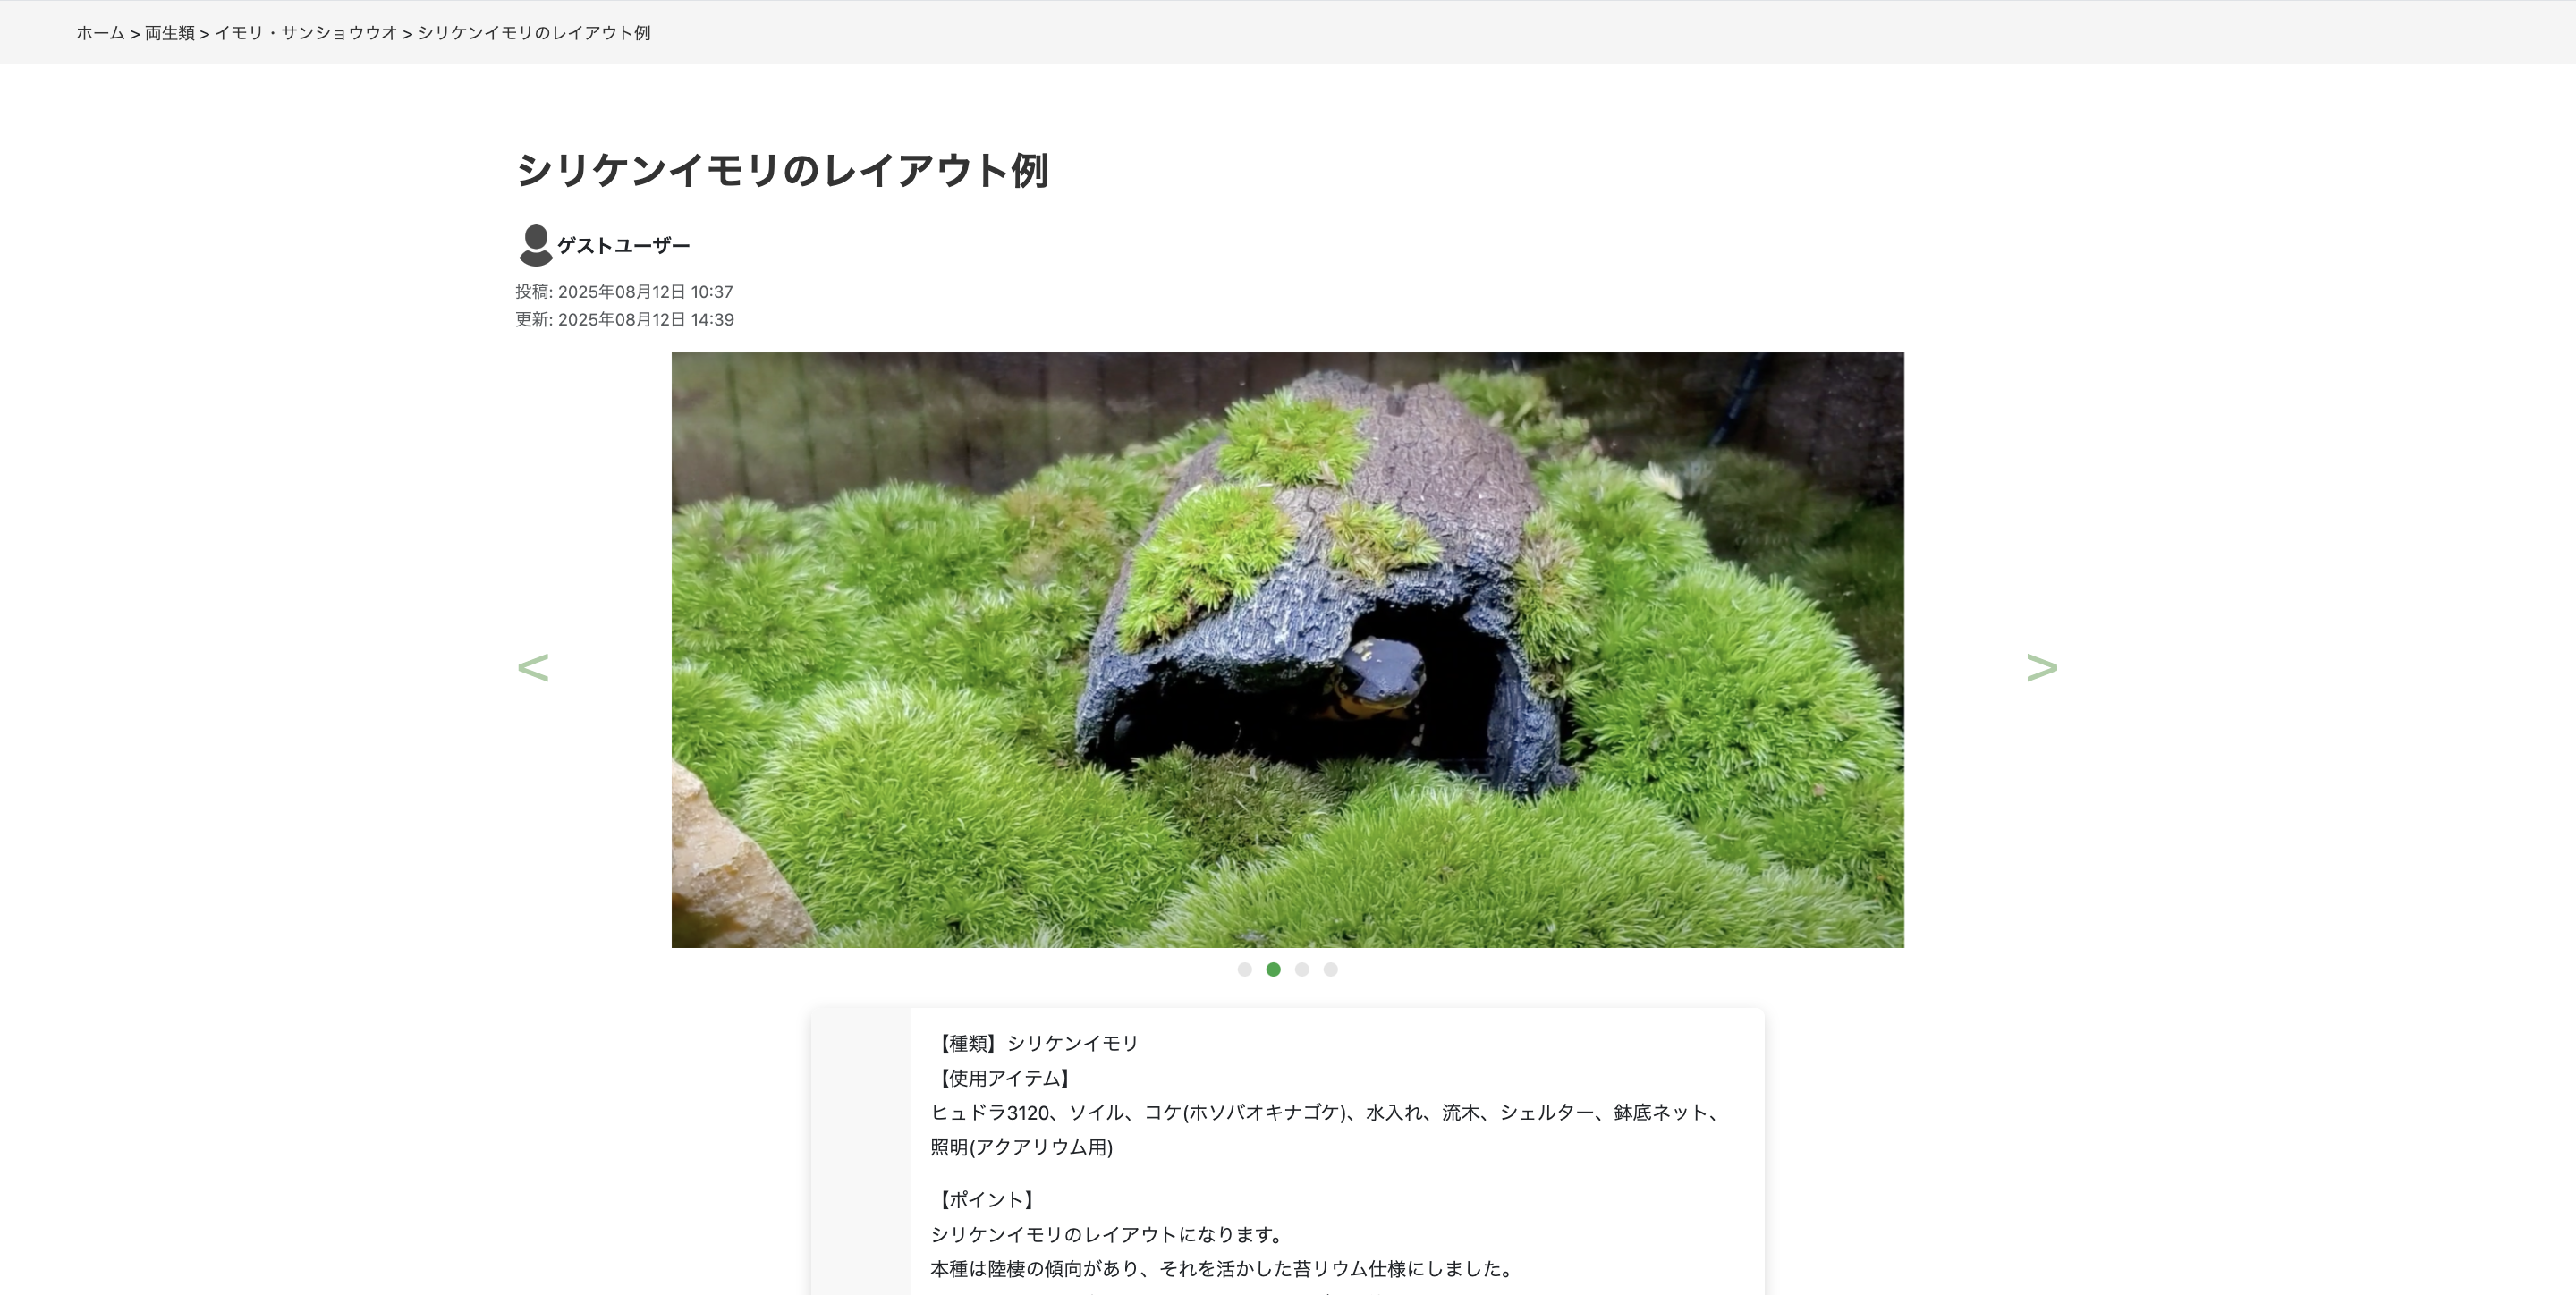 ホーム > 両生類 > イモリ・サンショウウオ > シリケンイモリのレイアウト例
シリケンイモリのレイアウト例
ゲストユーザー
投稿: 2025年08月12日 10:37
更新: 2025年08月12日 14:39
<
>
【種類】シリケンイモリ
【使用アイテム】
ヒュドラ3120、ソイル、コケ(ホソバオキナゴケ)、水入れ、流木、シェルター、鉢底ネット、
照明(アクアリウム用)
【ポイント】
シリケンイモリのレイアウトになります。
本種は陸棲の傾向があり、それを活かした苔リウム仕様にしました。